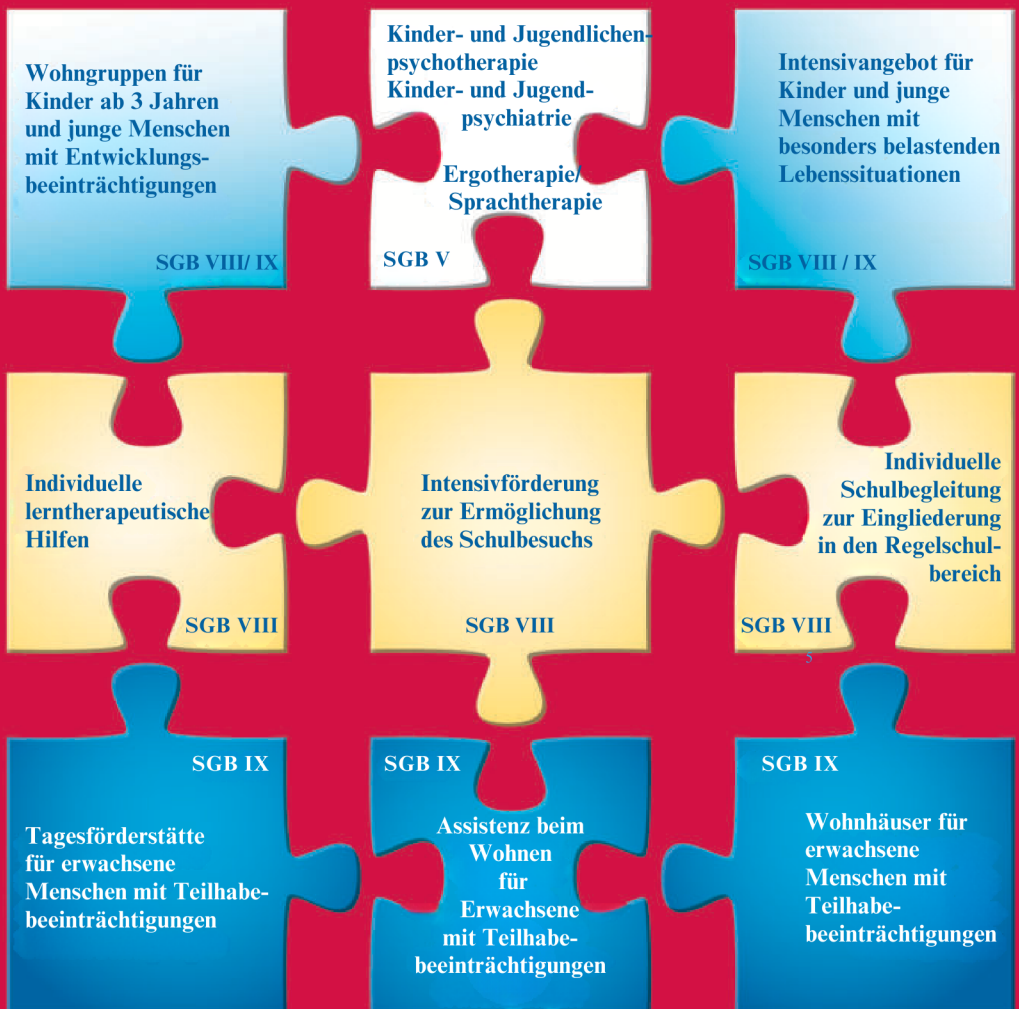 Wohngruppen für
Kinder ab 3 Jahren
und junge Menschen
mit Entwicklungs-
beeinträchtigungen
SGB VIII/ IX
Kinder- und Jugendlichen-
psychotherapie
Kinder- und Jugend-
psychiatrie
Ergotherapie/
Sprachtherapie
SGB V
Intensivangebot für
Kinder und junge
Menschen mit
besonders belastenden
Lebenssituationen
SGB VIII / IX
Individuelle
lerntherapeutische
Hilfen
SGB VIII
Intensivförderung
zur Ermöglichung
des Schulbesuchs
SGB VIII
Individuelle
Schulbegleitung
zur Eingliederung
in den Regelschul-
bereich
SGB VIII
5
SGB IX
Tagesförderstätte
für erwachsene
Menschen mit Teilhabe-
beeinträchtigungen
SGB IX
Assistenz beim
Wohnen
für
Erwachsene
mit Teilhabe-
beeinträchtigungen
SGB IX
Wohnhäuser für
erwachsene
Menschen mit
Teilhabe-
beeinträchtigungen